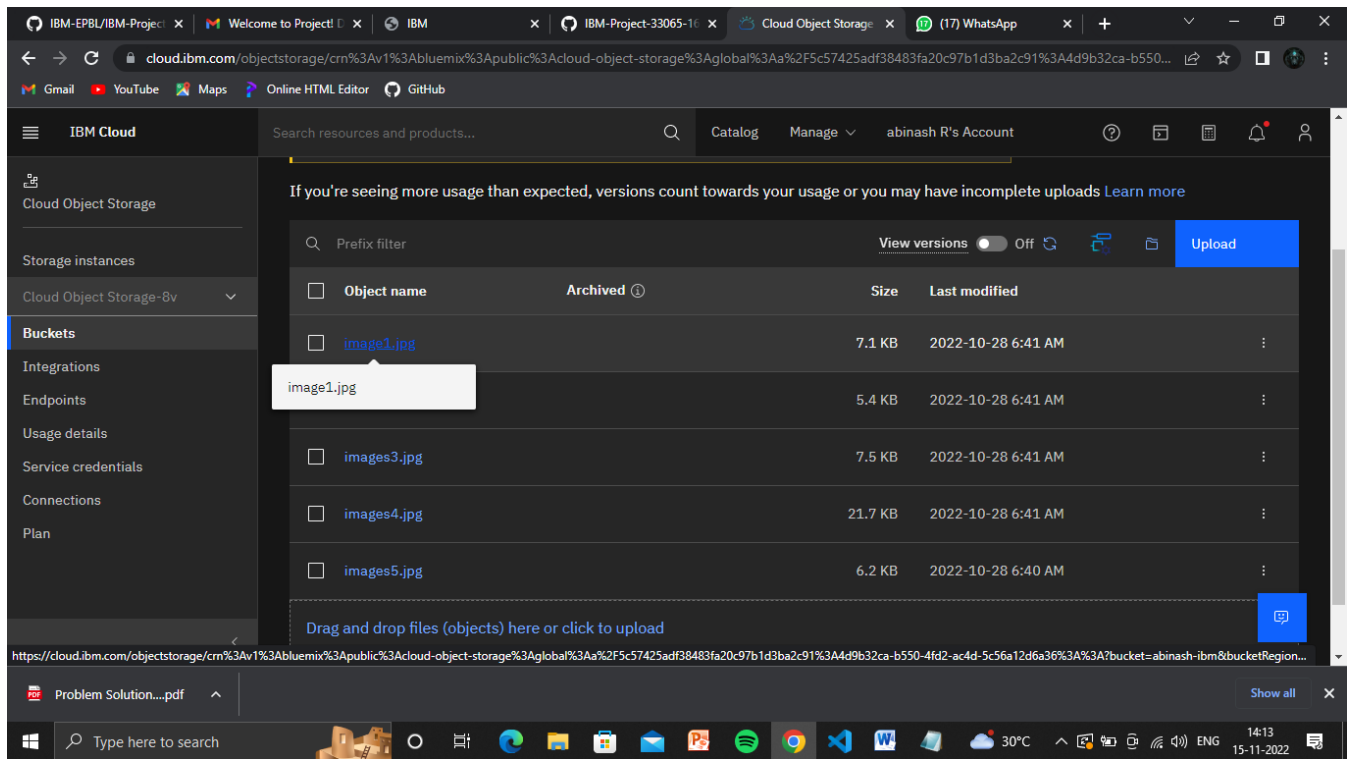 IBM-EPBL/IBM-Project
Welcome to Project! D
IBM
IBM-Project-33065-16
Cloud Object Storage
(17) WhatsApp
cloud.ibm.com/objectstorage/crn%3Av1%3Abluemix%3Apublic%3Acloud-object-storage%3Aglobal%3Aa%2F5c57425adf38483fa20c97b1d3ba2c91%3A4d9b32ca-b550...
Gmail YouTube Maps Online HTML Editor GitHub
IBM Cloud
Search resources and products...
Catalog Manage abinash R's Account
Cloud Object Storage
Storage instances
Cloud Object Storage-8v
Buckets
Integrations
Endpoints
Usage details
Service credentials
Connections
Plan
If you're seeing more usage than expected, versions count towards your usage or you may have incomplete uploads Learn more
Prefix filter View versions Off Upload
Object name Archived Size Last modified
image1.jpg 7.1 KB 2022-10-28 6:41 AM
image1.jpg
5.4 KB 2022-10-28 6:41 AM
images3.jpg 7.5 KB 2022-10-28 6:41 AM
images4.jpg 21.7 KB 2022-10-28 6:41 AM
images5.jpg 6.2 KB 2022-10-28 6:40 AM
Drag and drop files (objects) here or click to upload
https://cloud.ibm.com/objectstorage/crn%3Av1%3Abluemix%3Apublic%3Acloud-object-storage%3Aglobal%3Aa%2F5c57425adf38483fa20c97b1d3ba2c91%3A4d9b32ca-b550-4fd2-ac4d-5c56a12d6a36%3A%3A?bucket=abinash-ibm&bucketRegion...
PDF Problem Solution....pdf Show all
Type here to search 30°C ENG 14:13
15-11-2022